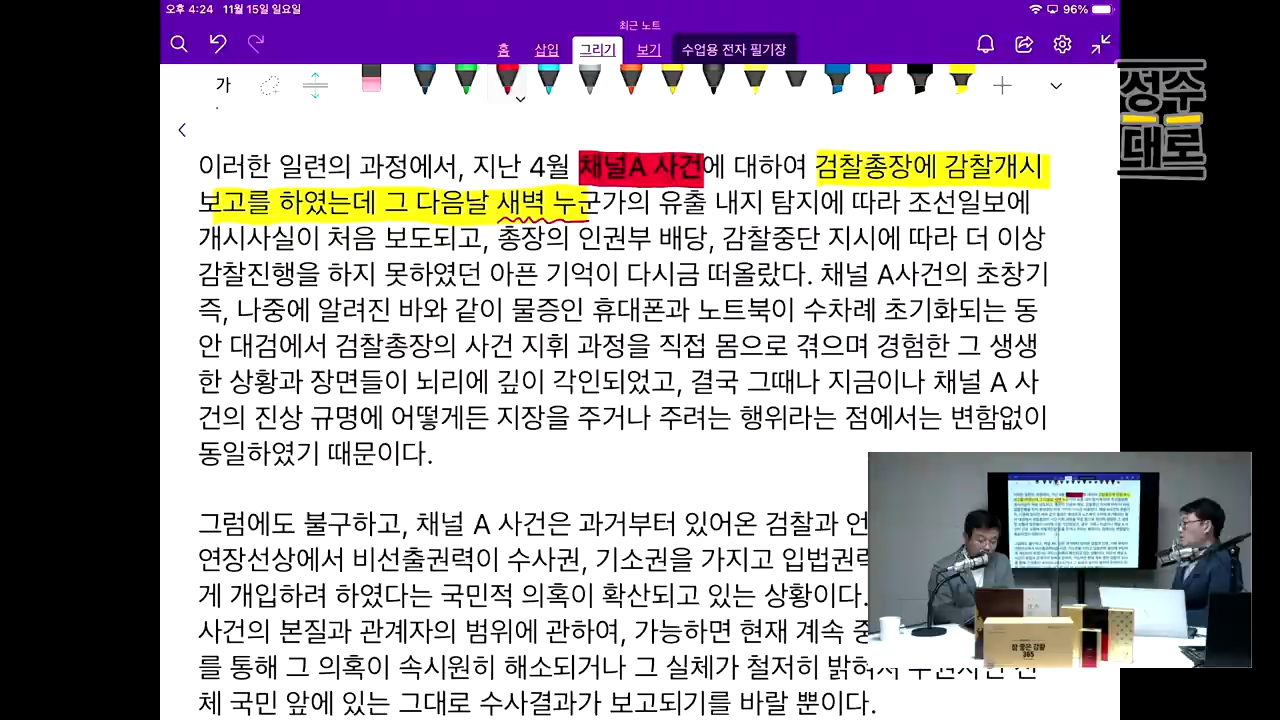 오후 4:24 11월 15일 일요일
96%
최근 노트
홈 삽입 그리기 보기 수업용 전자 필기장
가
성수
대로
이러한 일련의 과정에서, 지난 4월 채널A 사건에 대하여 검찰총장에 감찰개시
보고를 하였는데 그 다음날 새벽 누군가의 유출 내지 탐지에 따라 조선일보에
개시사실이 처음 보도되고, 총장의 인권부 배당, 감찰중단 지시에 따라 더 이상
감찰진행을 하지 못하였던 아픈 기억이 다시금 떠올랐다. 채널 A사건의 초창기
즉, 나중에 알려진 바와 같이 물증인 휴대폰과 노트북이 수차례 초기화되는 동
안 대검에서 검찰총장의 사건 지휘 과정을 직접 몸으로 겪으며 경험한 그 생생
한 상황과 장면들이 뇌리에 깊이 각인되었고, 결국 그때나 지금이나 채널 A 사
건의 진상 규명에 어떻게든 지장을 주거나 주려는 행위라는 점에서는 변함없이
동일하였기 때문이다.
그럼에도 불구하고, 채널 A 사건은 과거부터 있어온 검찰과 언
연장선상에서 비선출권력이 수사권, 기소권을 가지고 입법권력
게 개입하려 하였다는 국민적 의혹이 확산되고 있는 상황이다.
사건의 본질과 관계자의 범위에 관하여, 가능하면 현재 계속 중
를 통해 그 의혹이 속시원히 해소되거나 그 실체가 철저히
체 국민 앞에 있는 그대로 수사결과가 보고되기를 바랄 뿐이다.
참 좋은 강황
365